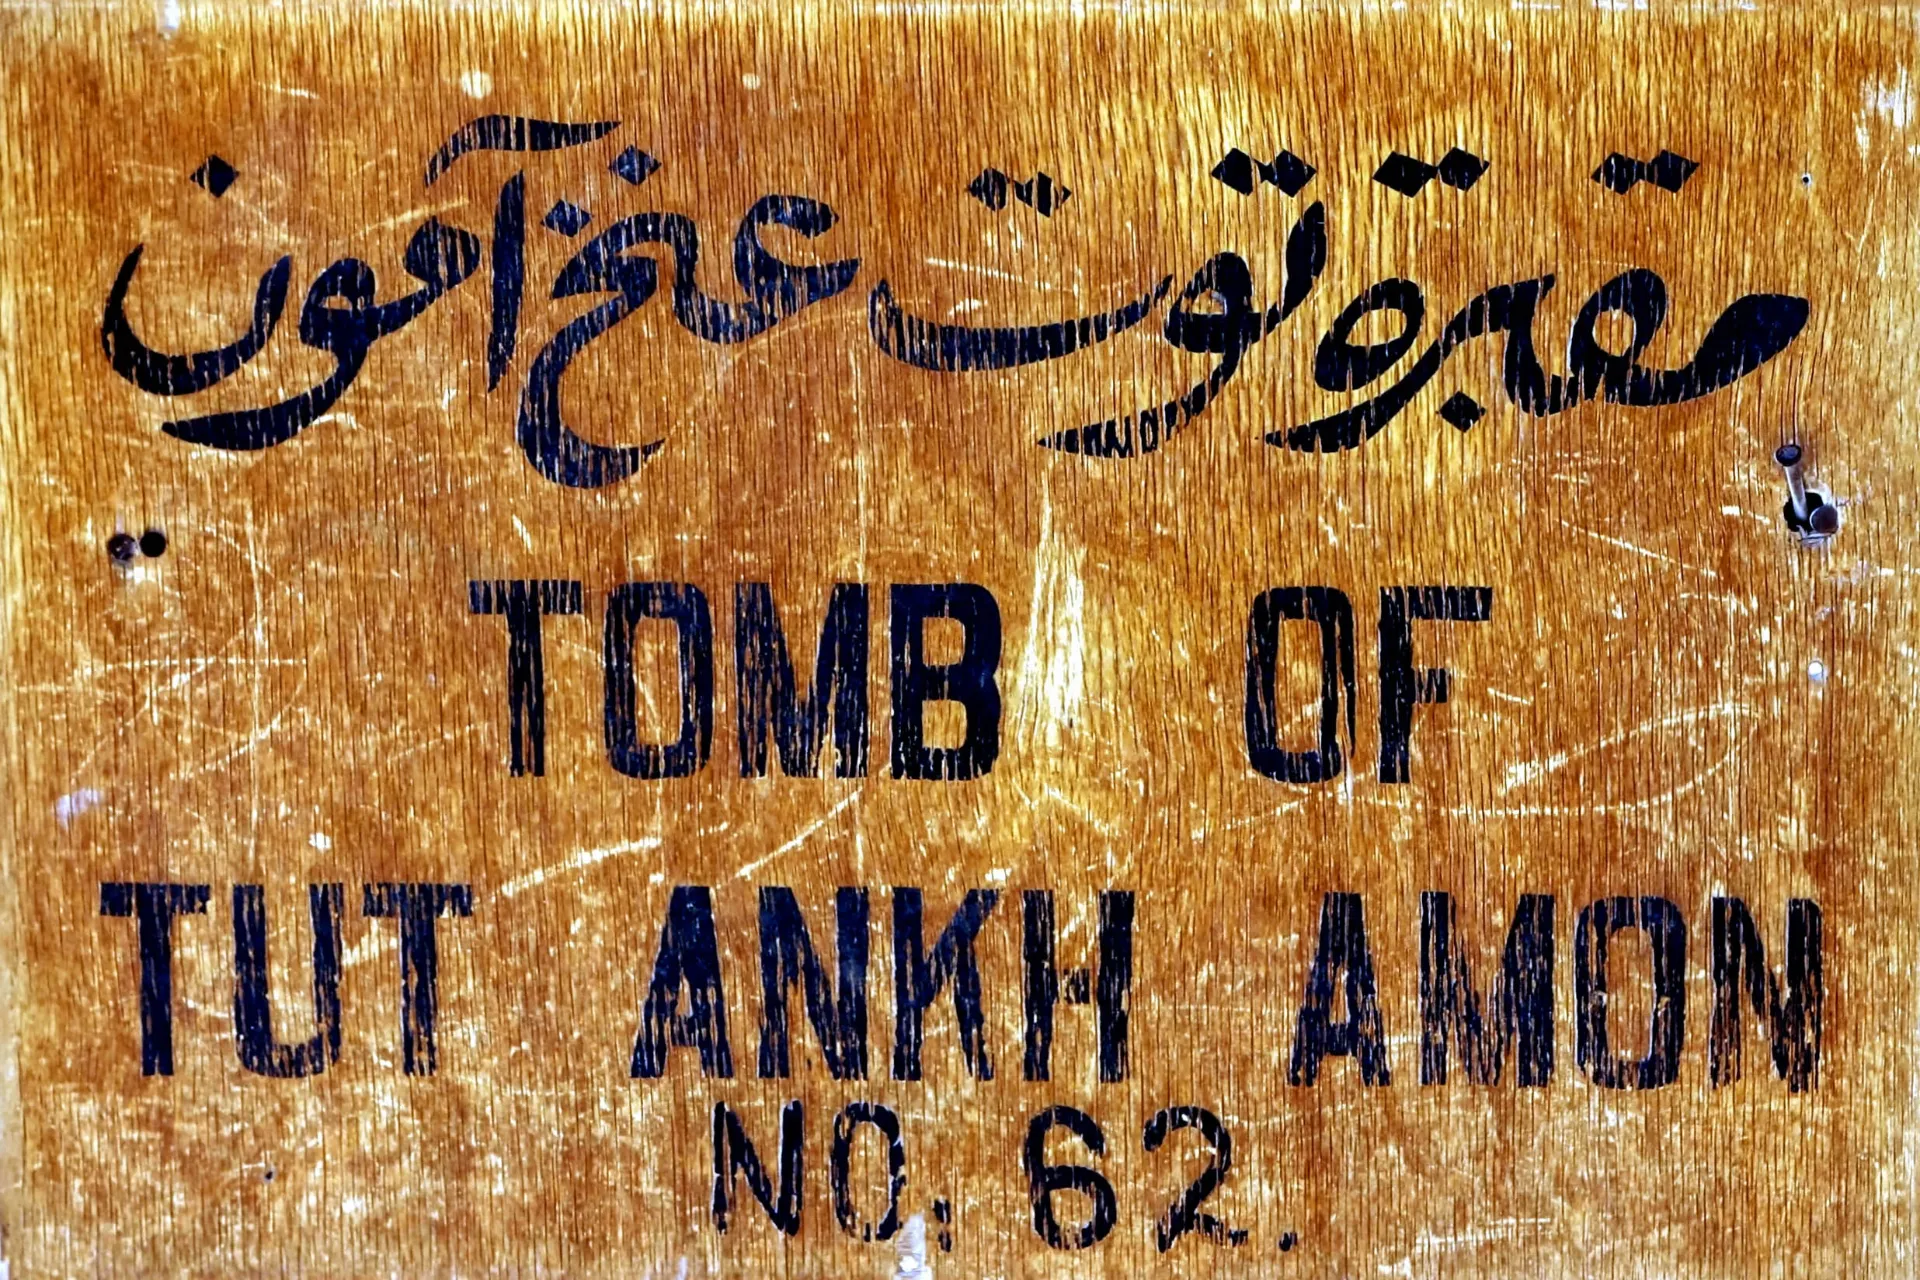 مقبرة توت عنخ آمون
TOMB OF
TUT ANKH AMON
NO: 62.